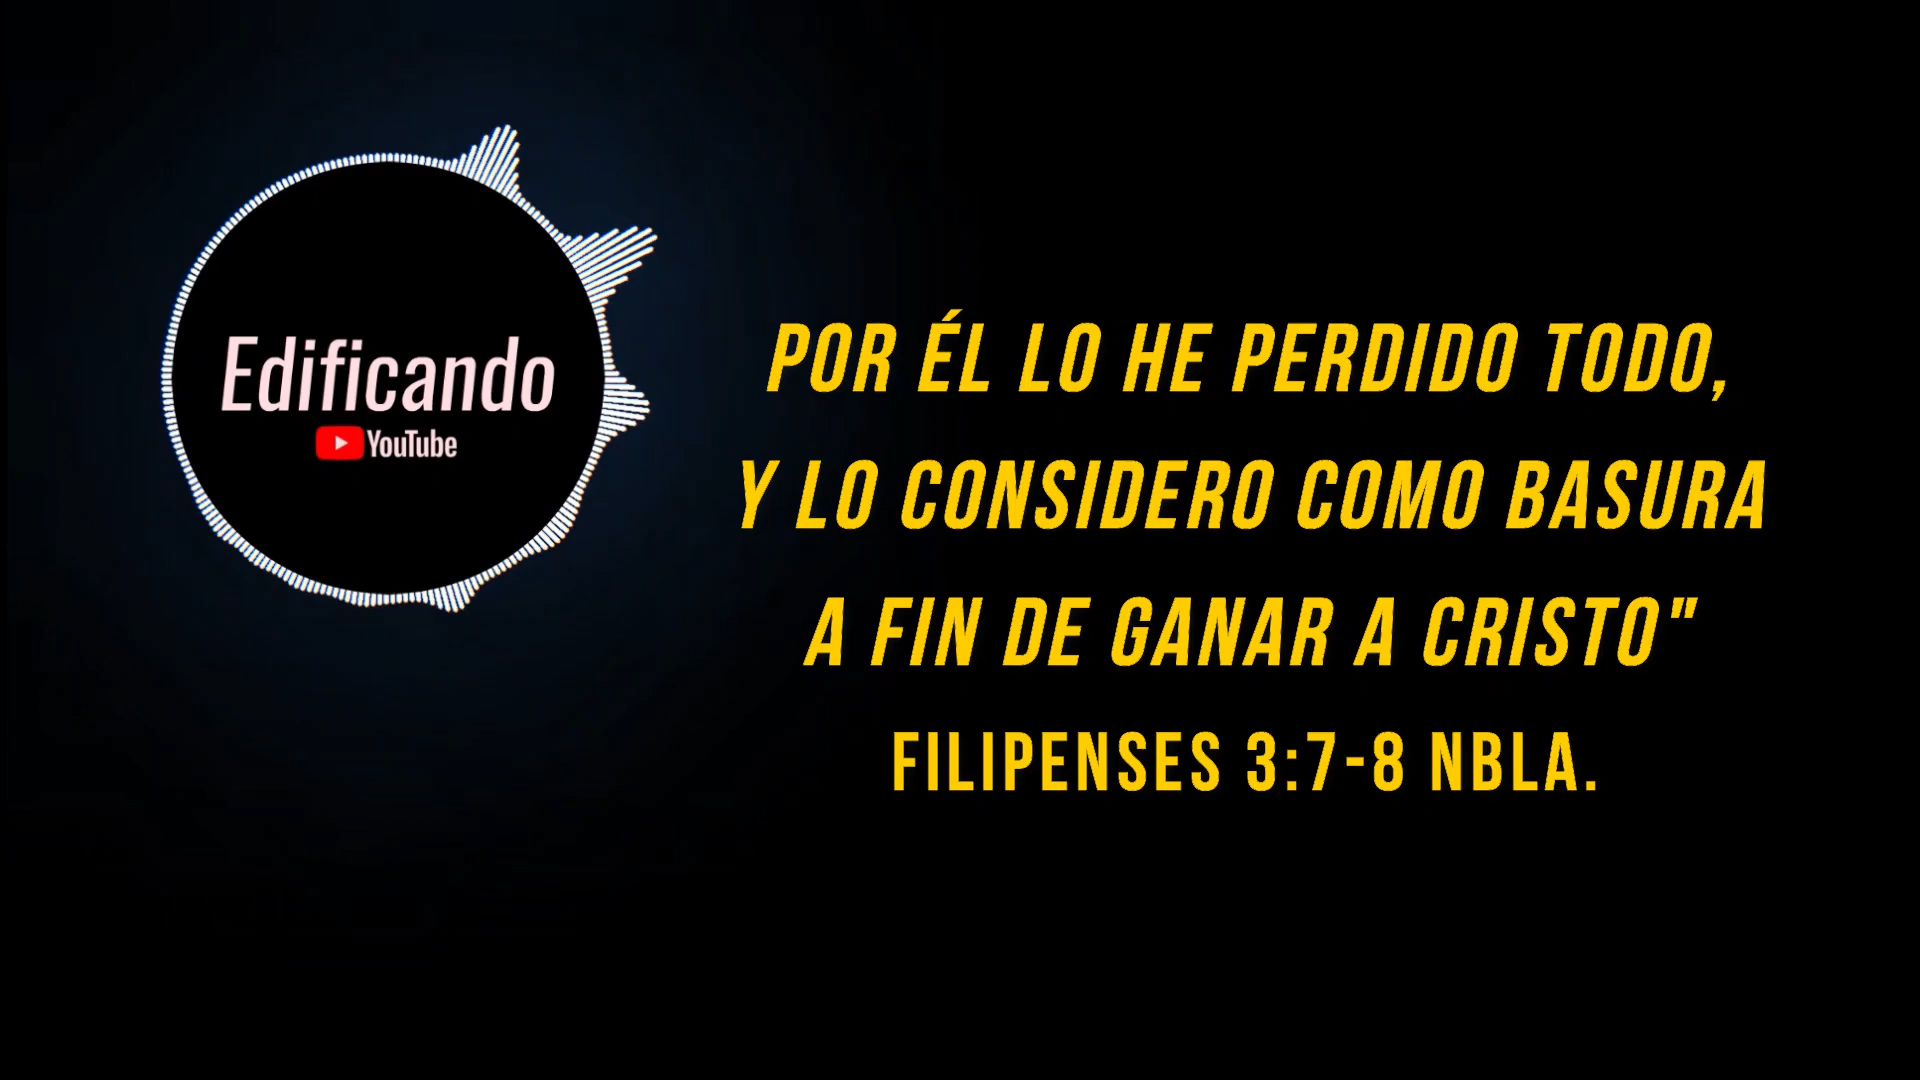 Edificando
YouTube
POR ÉL LO HE PERDIDO TODO,
Y LO CONSIDERO COMO BASURA
A FIN DE GANAR A CRISTO"
FILIPENSES 3:7-8 NBLA.